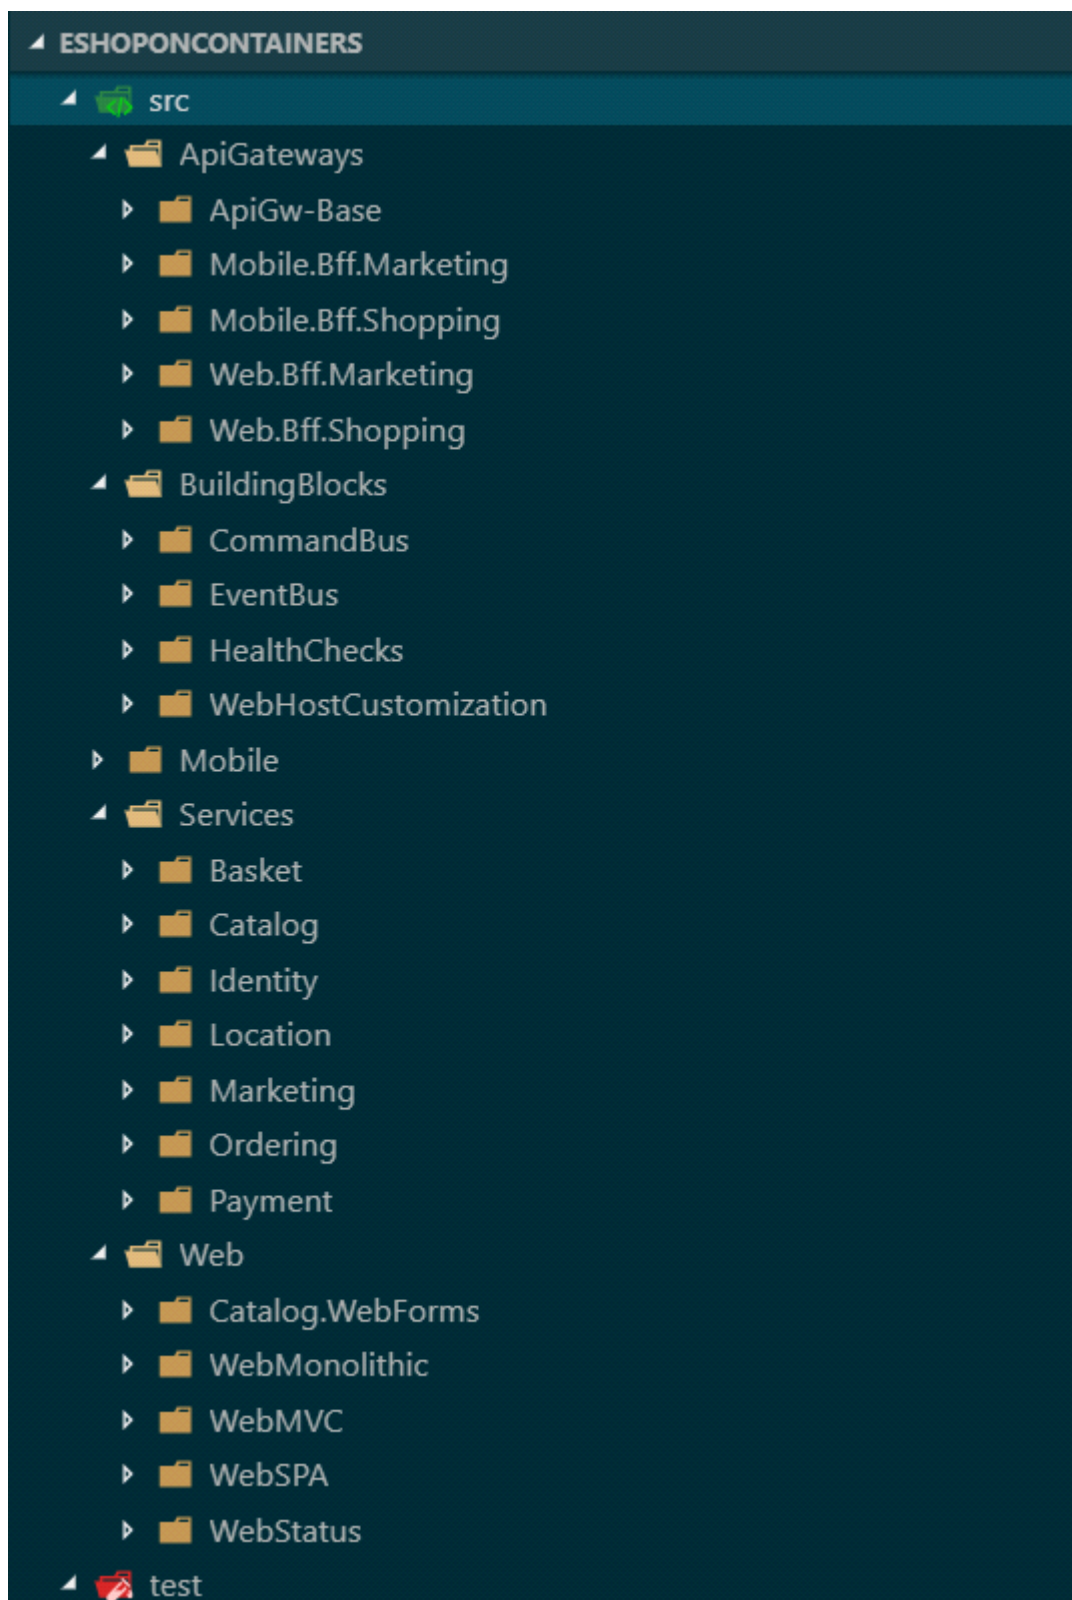 ESHOPONCONTAINERS
src
ApiGateways
ApiGw-Base
Mobile.Bff.Marketing
Mobile.Bff.Shopping
Web.Bff.Marketing
Web.Bff.Shopping
BuildingBlocks
CommandBus
EventBus
HealthChecks
WebHostCustomization
Mobile
Services
Basket
Catalog
Identity
Location
Marketing
Ordering
Payment
Web
Catalog.WebForms
WebMonolithic
WebMVC
WebSPA
WebStatus
test